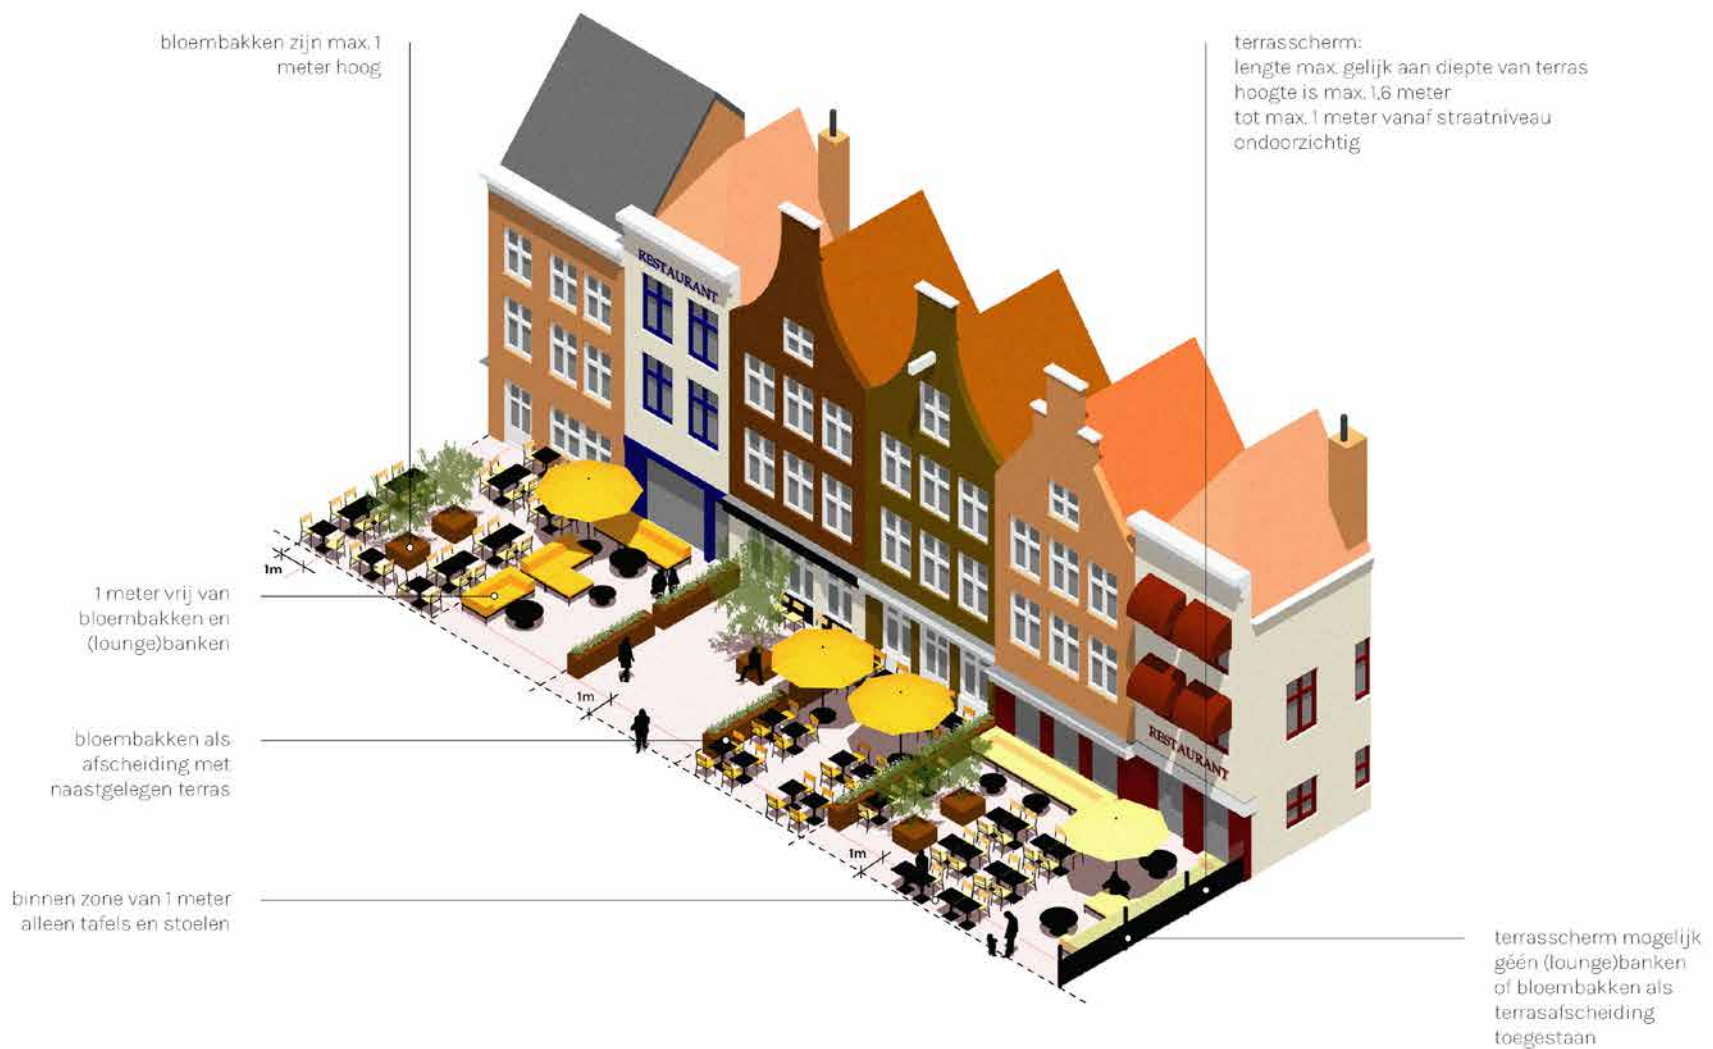 bloembakken zijn max. 1
meter hoog
terrasscherm:
lengte max. gelijk aan diepte van terras
hoogte is max. 1,6 meter
tot max. 1 meter vanaf straatniveau
ondoorzichtig
RESTAURANT
1m
1 meter vrij van
bloembakken en
(lounge)banken
1m
bloembakken als
afscheiding met
naastgelegen terras
RESTAURANT
1m
binnen zone van 1 meter
alleen tafels en stoelen
terrasscherm mogelijk
géén (lounge)banken
of bloembakken als
terrasafscheiding
toegestaan